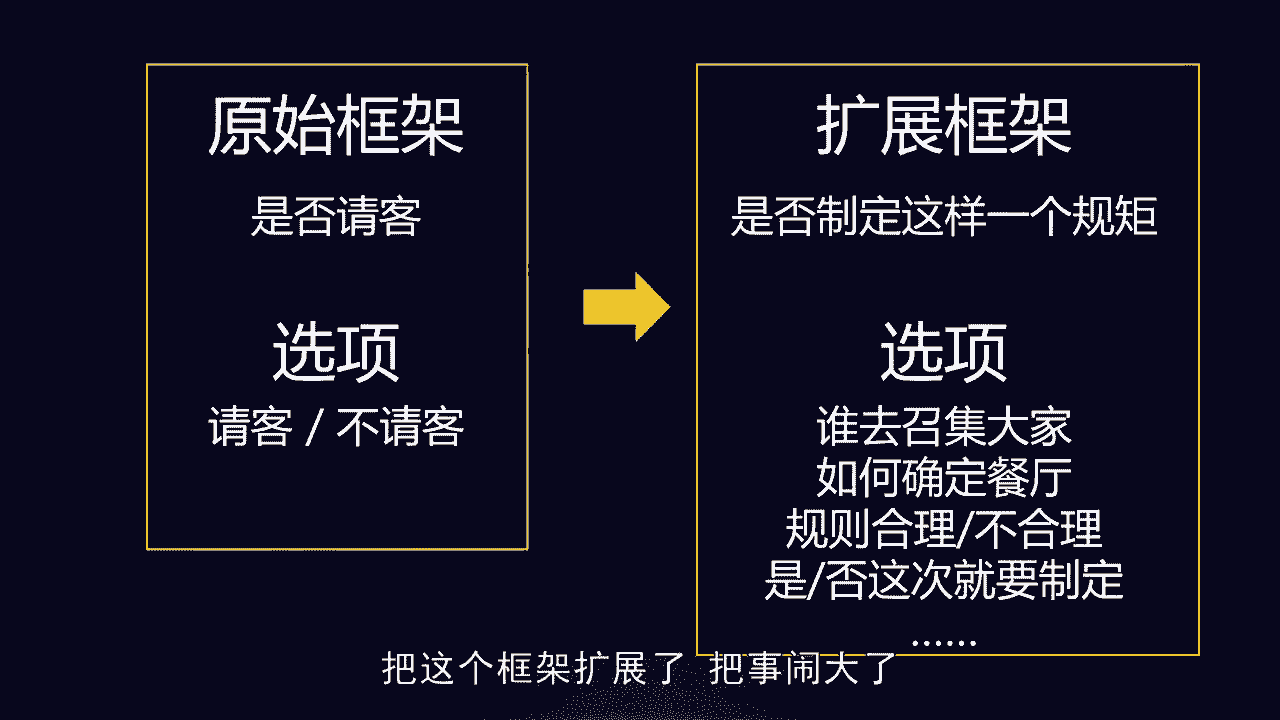 原始框架
是否请客
选项
请客 / 不请客
扩展框架
是否制定这样一个规矩
选项
谁去召集大家
如何确定餐厅
规则合理/不合理
是/否这次就要制定
……
把这个框架扩展了 把事闹大了